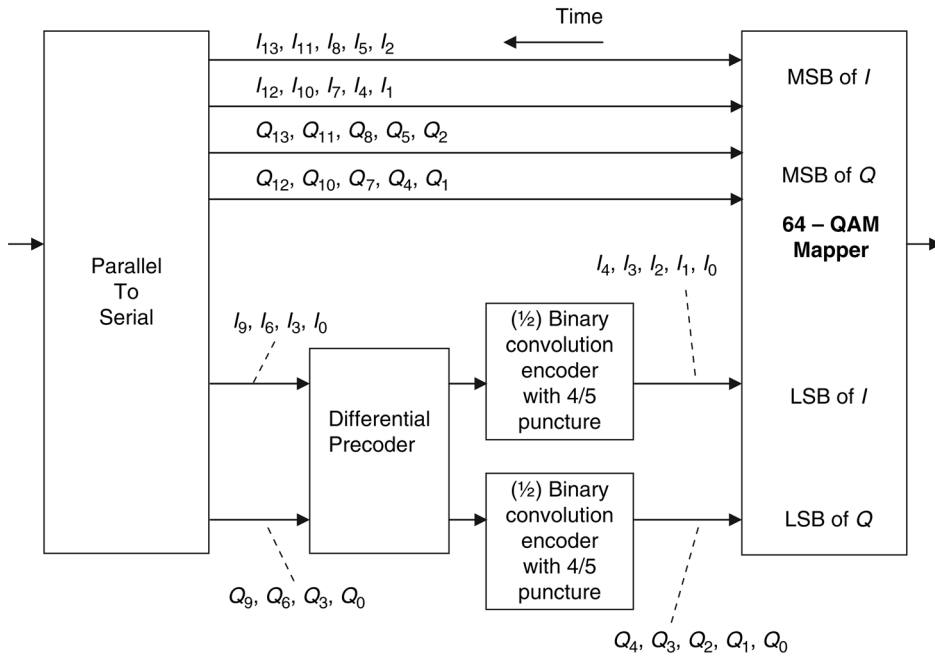 Time
I13, I11, I8, I5, I2
I12, I10, I7, I4, I1
Q13, Q11, Q8, Q5, Q2
Q12, Q10, Q7, Q4, Q1
MSB of I
MSB of Q
64 – QAM
Mapper
Parallel
To
Serial
I9, I6, I3, I0
Differential
Precoder
(½) Binary
convolution
encoder
with 4/5
puncture
I4, I3, I2, I1, I0
LSB of I
(½) Binary
convolution
encoder
with 4/5
puncture
LSB of Q
Q9, Q6, Q3, Q0
Q4, Q3, Q2, Q1, Q0